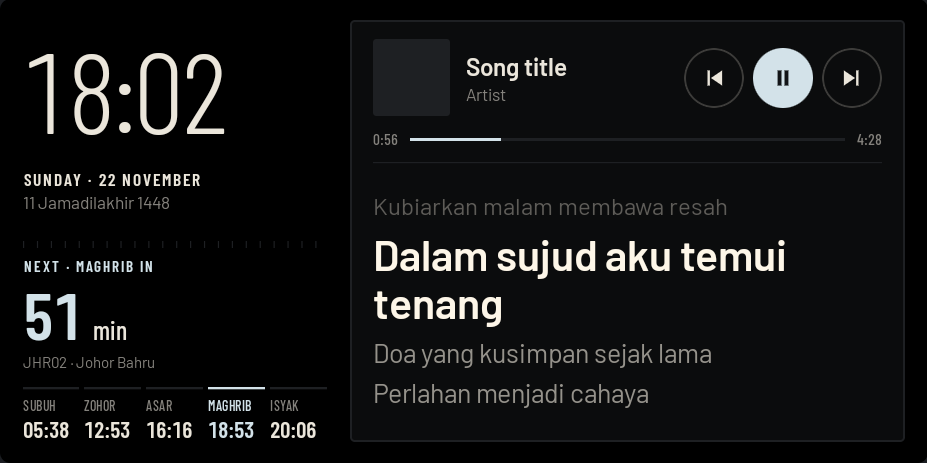 18:02
SUNDAY · 22 NOVEMBER
11 Jamadilakhir 1448
NEXT · MAGHRIB IN
51 min
JHR02 · Johor Bahru
SUBUH ZOHOR ASAR MAGHRIB ISYAK
05:38 12:53 16:16 18:53 20:06
Song title
Artist
0:56 4:28
Kubiarkan malam membawa resah
Dalam sujud aku temui
tenang
Doa yang kusimpan sejak lama
Perlahan menjadi cahaya